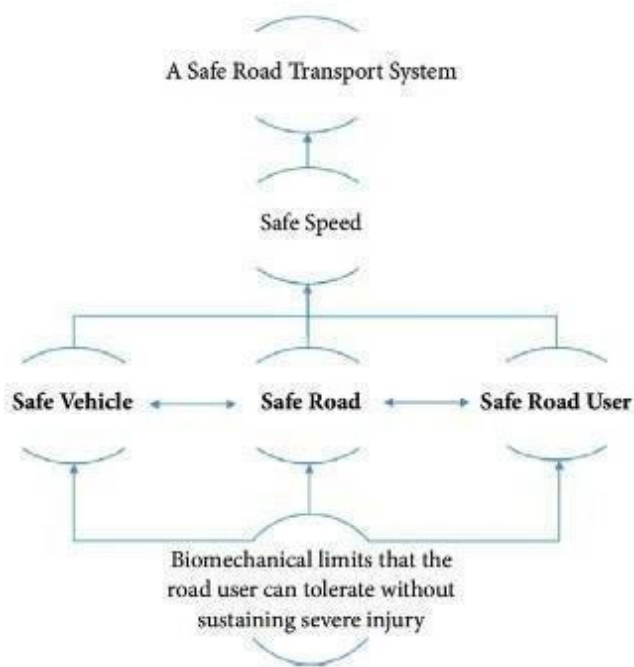 A Safe Road Transport System
Safe Speed
Safe Vehicle
Safe Road
Safe Road User
Biomechanical limits that the
road user can tolerate without
sustaining severe injury